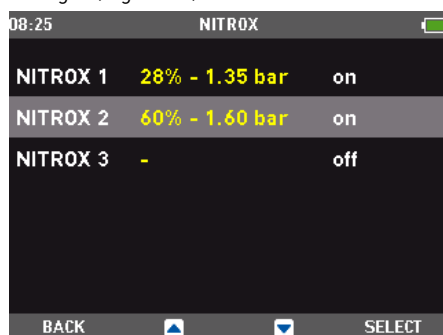 08:25 NITROX
NITROX 1 28% - 1.35 bar on
NITROX 2 60% - 1.60 bar on
NITROX 3 - off
BACK SELECT